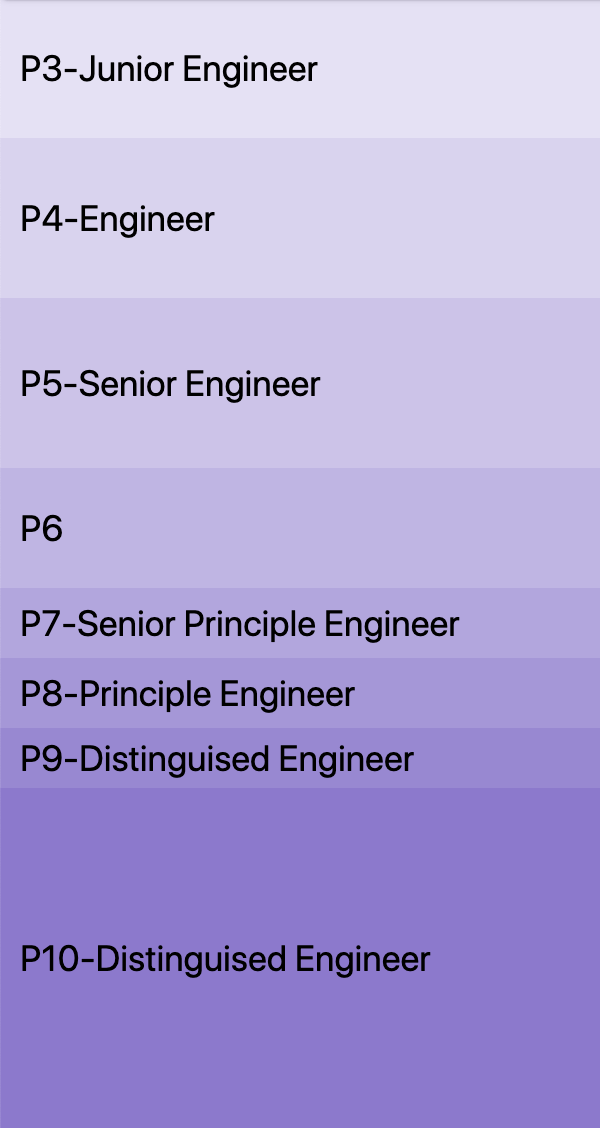 P3-Junior Engineer
P4-Engineer
P5-Senior Engineer
P6
P7-Senior Principle Engineer
P8-Principle Engineer
P9-Distinguised Engineer
P10-Distinguised Engineer